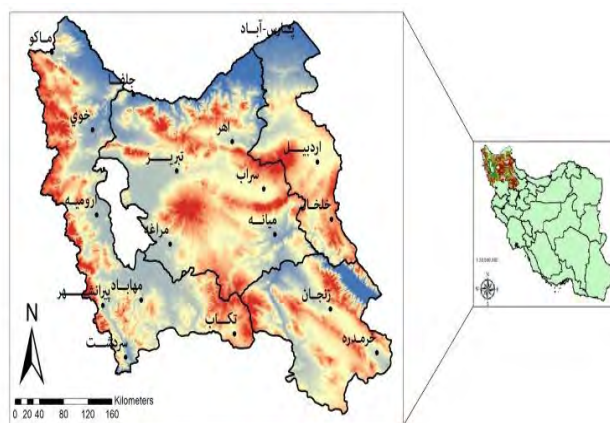 پارس-آباد
ماکو
جلفا
خوي
اهر
اردبیل
تبریز
سراب
خلخال
ارومیه
میانه
مراغه
مهاباد
پیرانشهر
زنجان
تکاب
خرمدره
سردشت
N
Kilometers
0 20 40 80 120 160